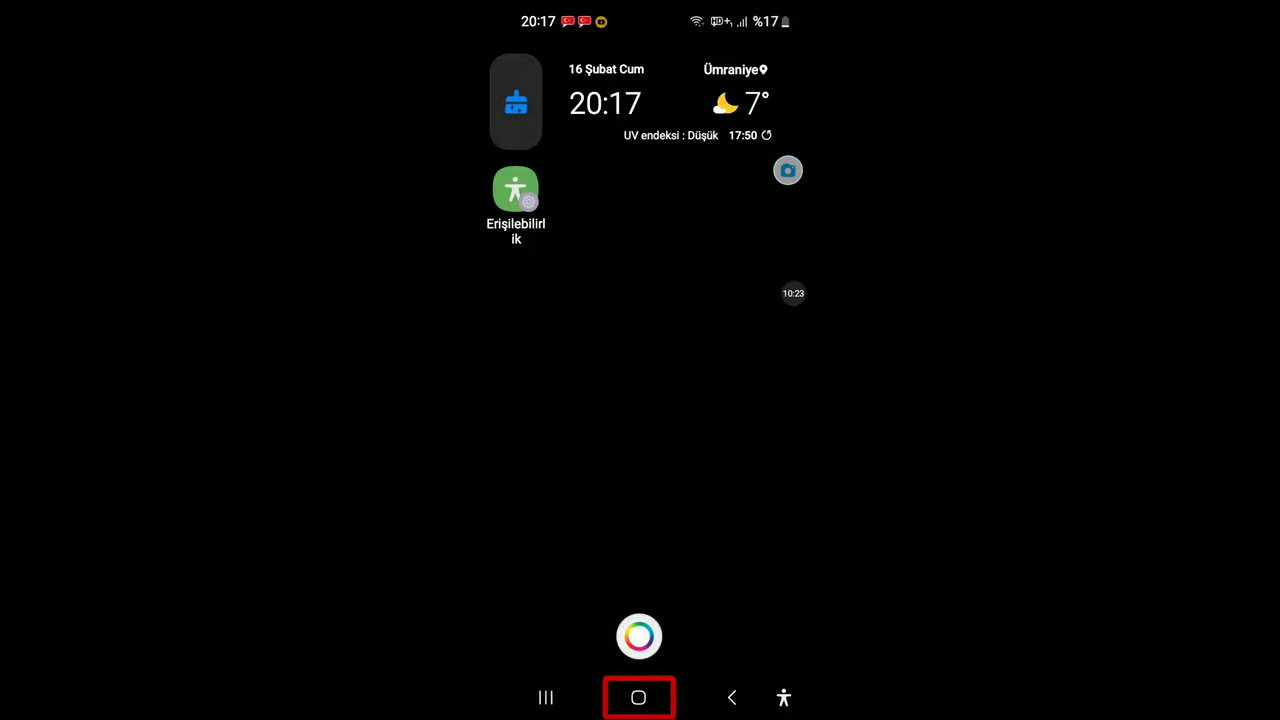 20:17 HD+ %17
16 Şubat Cum
Ümraniye
20:17
7°
UV endeksi : Düşük 17:50
Erişilebilirl
ik
10:23